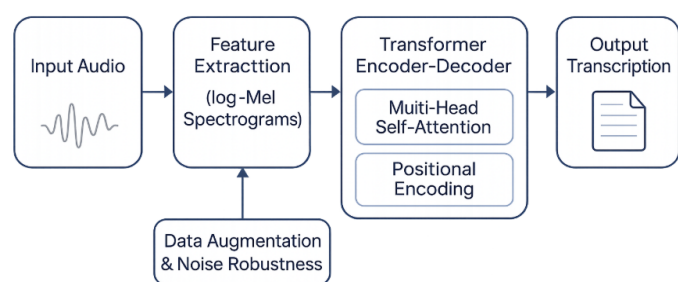 Input Audio
Feature
Extracttion
(log-Mel
Spectrograms)
Transformer
Encoder-Decoder
Muiti-Head
Self-Attention
Positional
Encoding
Output
Transcription
Data Augmentation
& Noise Robustness